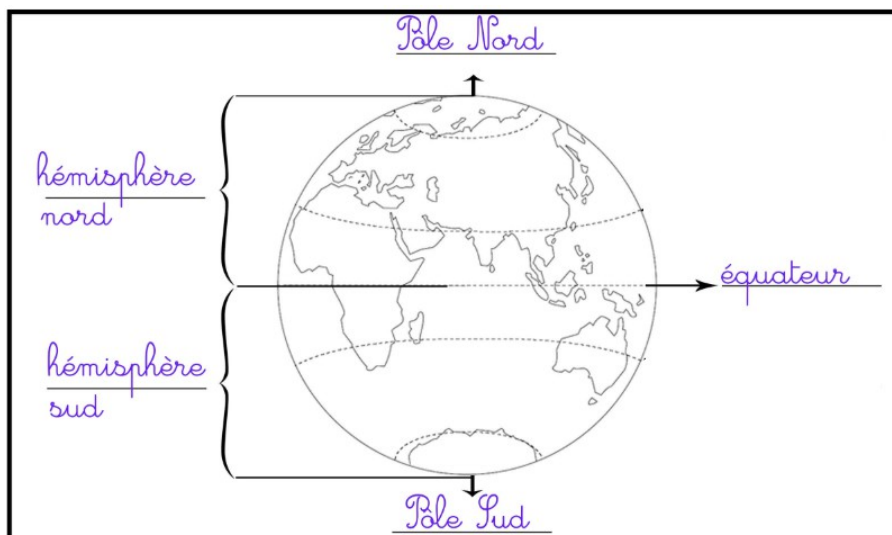 Pôle Nord
hémisphère
nord
équateur
hémisphère
sud
Pôle Sud